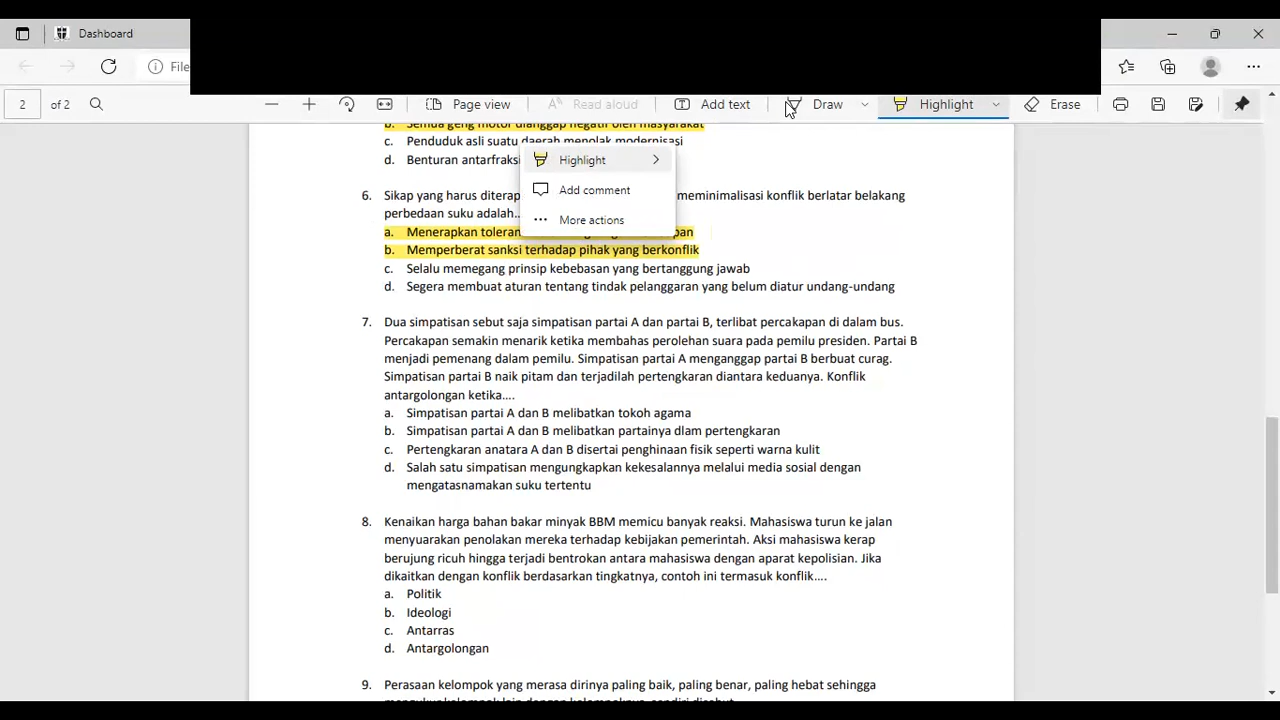 Dashboard
File
2 of 2 Page view Read aloud Add text Draw Highlight Erase
b. Semua geng motor dianggap negatif oleh masyarakat
c. Penduduk asli suatu daerah menolak modernisasi
d. Benturan antarfraksi
Highlight
Add comment
More actions
6. Sikap yang harus meminimalisasi konflik berlatar belakang
perbedaan suku adalah...
a. Menerapkan
b. Memperberat sanksi terhadap pihak yang berkonflik
c. Selalu memegang prinsip kebebasan yang bertanggung jawab
d. Segera membuat aturan tentang tindak pelanggaran yang belum diatur undang-undang
7. Dua simpatisan sebut saja simpatisan partai A dan partai B, terlibat percakapan di dalam bus.
Percakapan semakin menarik ketika membahas perolehan suara pada pemilu presiden. Partai B
menjadi pemenang dalam pemilu. Simpatisan partai A menganggap partai B berbuat curag.
Simpatisan partai B naik pitam dan terjadilah pertengkaran diantara keduanya. Konflik
antargolongan ketika....
a. Simpatisan partai A dan B melibatkan tokoh agama
b. Simpatisan partai A dan B melibatkan partainya dlam pertengkaran
c. Pertengkaran anatara A dan B disertai penghinaan fisik seperti warna kulit
d. Salah satu simpatisan mengungkapkan kekesalannya melalui media sosial dengan
mengatasnamakan suku tertentu
8. Kenaikan harga bahan bakar minyak BBM memicu banyak reaksi. Mahasiswa turun ke jalan
menyuarakan penolakan mereka terhadap kebijakan pemerintah. Aksi mahasiswa kerap
berujung ricuh hingga terjadi bentrokan antara mahasiswa dengan aparat kepolisian. Jika
dikaitkan dengan konflik berdasarkan tingkatnya, contoh ini termasuk konflik....
a. Politik
b. Ideologi
c. Antarras
d. Antargolongan
9. Perasaan kelompok yang merasa dirinya paling baik, paling benar, paling hebat sehingga